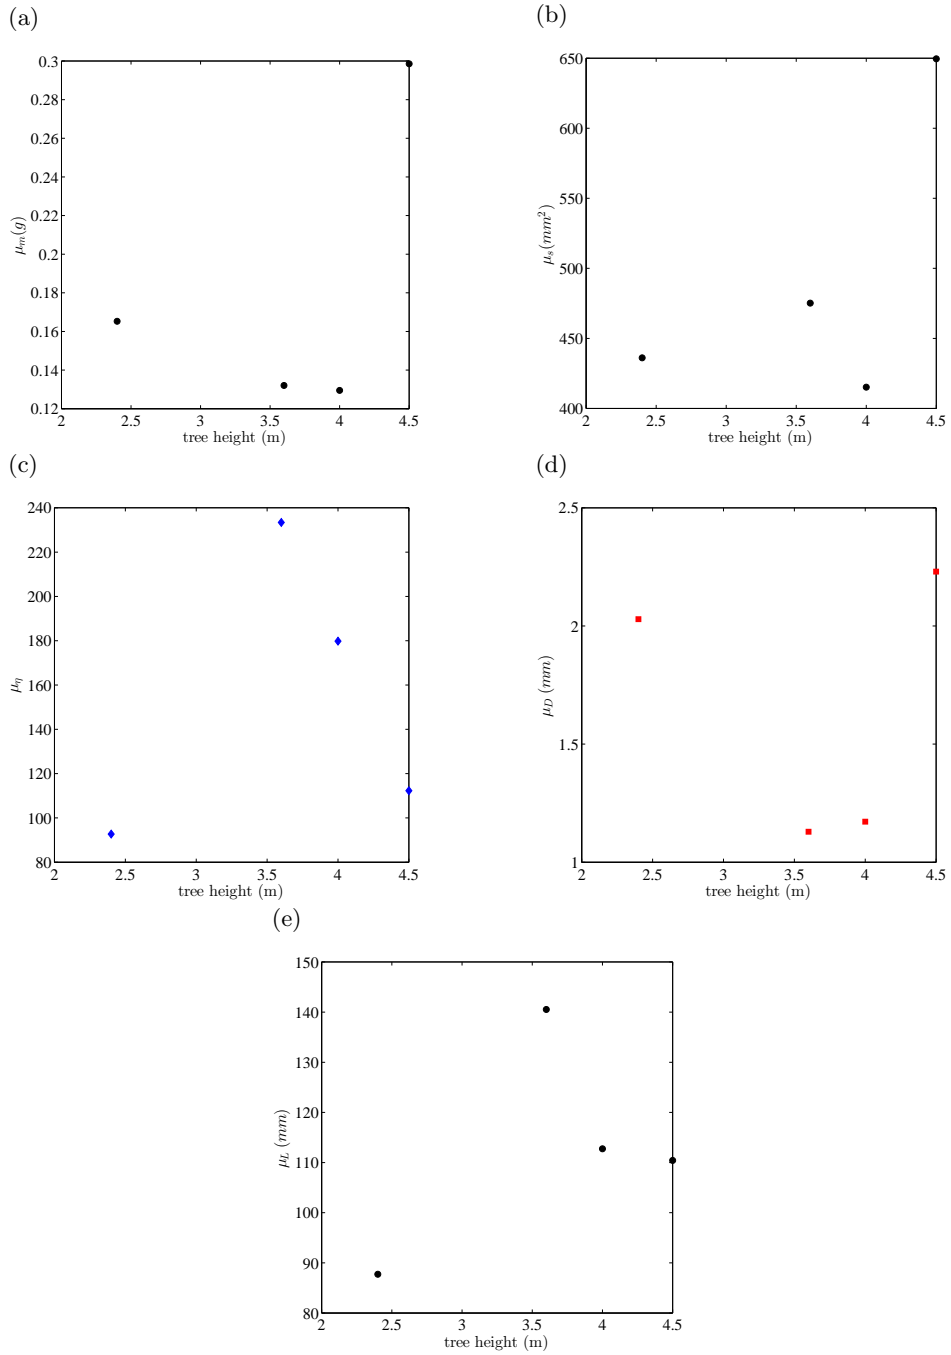 (a)
0.3
0.28
0.26
0.24
0.22
0.2
0.18
0.16
0.14
0.12
μm(g)
2 2.5 3 3.5 4 4.5
tree height (m)
(b)
650
600
550
500
450
400
μs(mm²)
2 2.5 3 3.5 4 4.5
tree height (m)
(c)
240
220
200
180
160
140
120
100
80
μη
2 2.5 3 3.5 4 4.5
tree height (m)
(d)
2.5
2
1.5
1
μD (mm)
2 2.5 3 3.5 4 4.5
tree height (m)
(e)
150
140
130
120
110
100
90
80
μL (mm)
2 2.5 3 3.5 4 4.5
tree height (m)